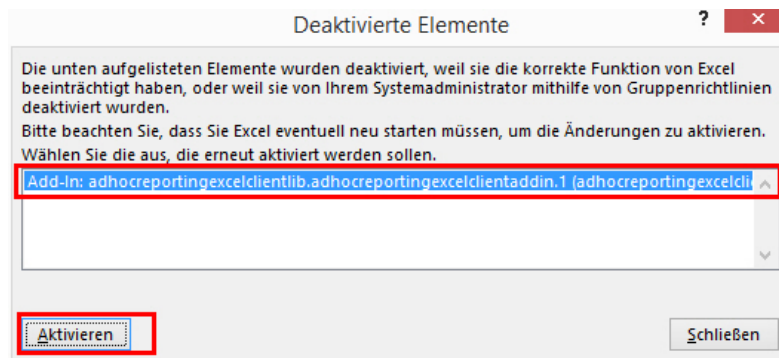 Deaktivierte Elemente
?
Die unten aufgelisteten Elemente wurden deaktiviert, weil sie die korrekte Funktion von Excel
beeinträchtigt haben, oder weil sie von Ihrem Systemadministrator mithilfe von Gruppenrichtlinien
deaktiviert wurden.
Bitte beachten Sie, dass Sie Excel eventuell neu starten müssen, um die Änderungen zu aktivieren.
Wählen Sie die aus, die erneut aktiviert werden sollen.
Add-In: adhocreportingexcelclientlib.adhocreportingexcelclientaddin.1 (adhocreportingexcelclie
Aktivieren
Schließen